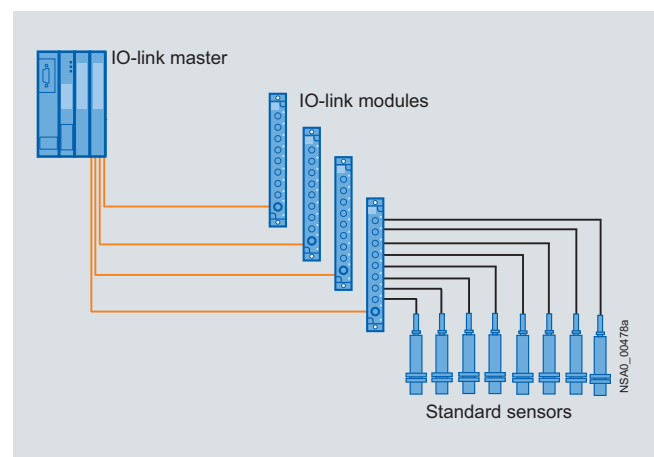 IO-link master
IO-link modules
Standard sensors
NSA0_00478a